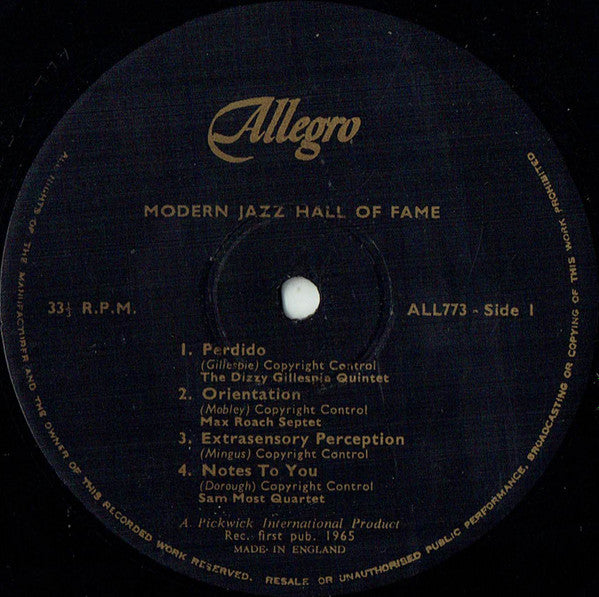 Allegro
MODERN JAZZ HALL OF FAME
33⅓ R.P.M.
ALL773 - Side 1
1. Perdido
(Gillespie) Copyright Control
The Dizzy Gillespie Quintet
2. Orientation
(Mobley) Copyright Control
Max Roach Septet
3. Extrasensory Perception
(Mingus) Copyright Control
4. Notes To You
(Dorough) Copyright Control
Sam Most Quartet
A. Pickwick International Product
Rec. first pub. 1965
MADE IN ENGLAND
ALL RIGHTS OF THE MANUFACTURER AND THE OWNER OF THIS RECORDED WORK RESERVED. RESALE OR UNAUTHORISED PUBLIC PERFORMANCE, BROADCASTING OR COPYING OF THIS WORK PROHIBITED